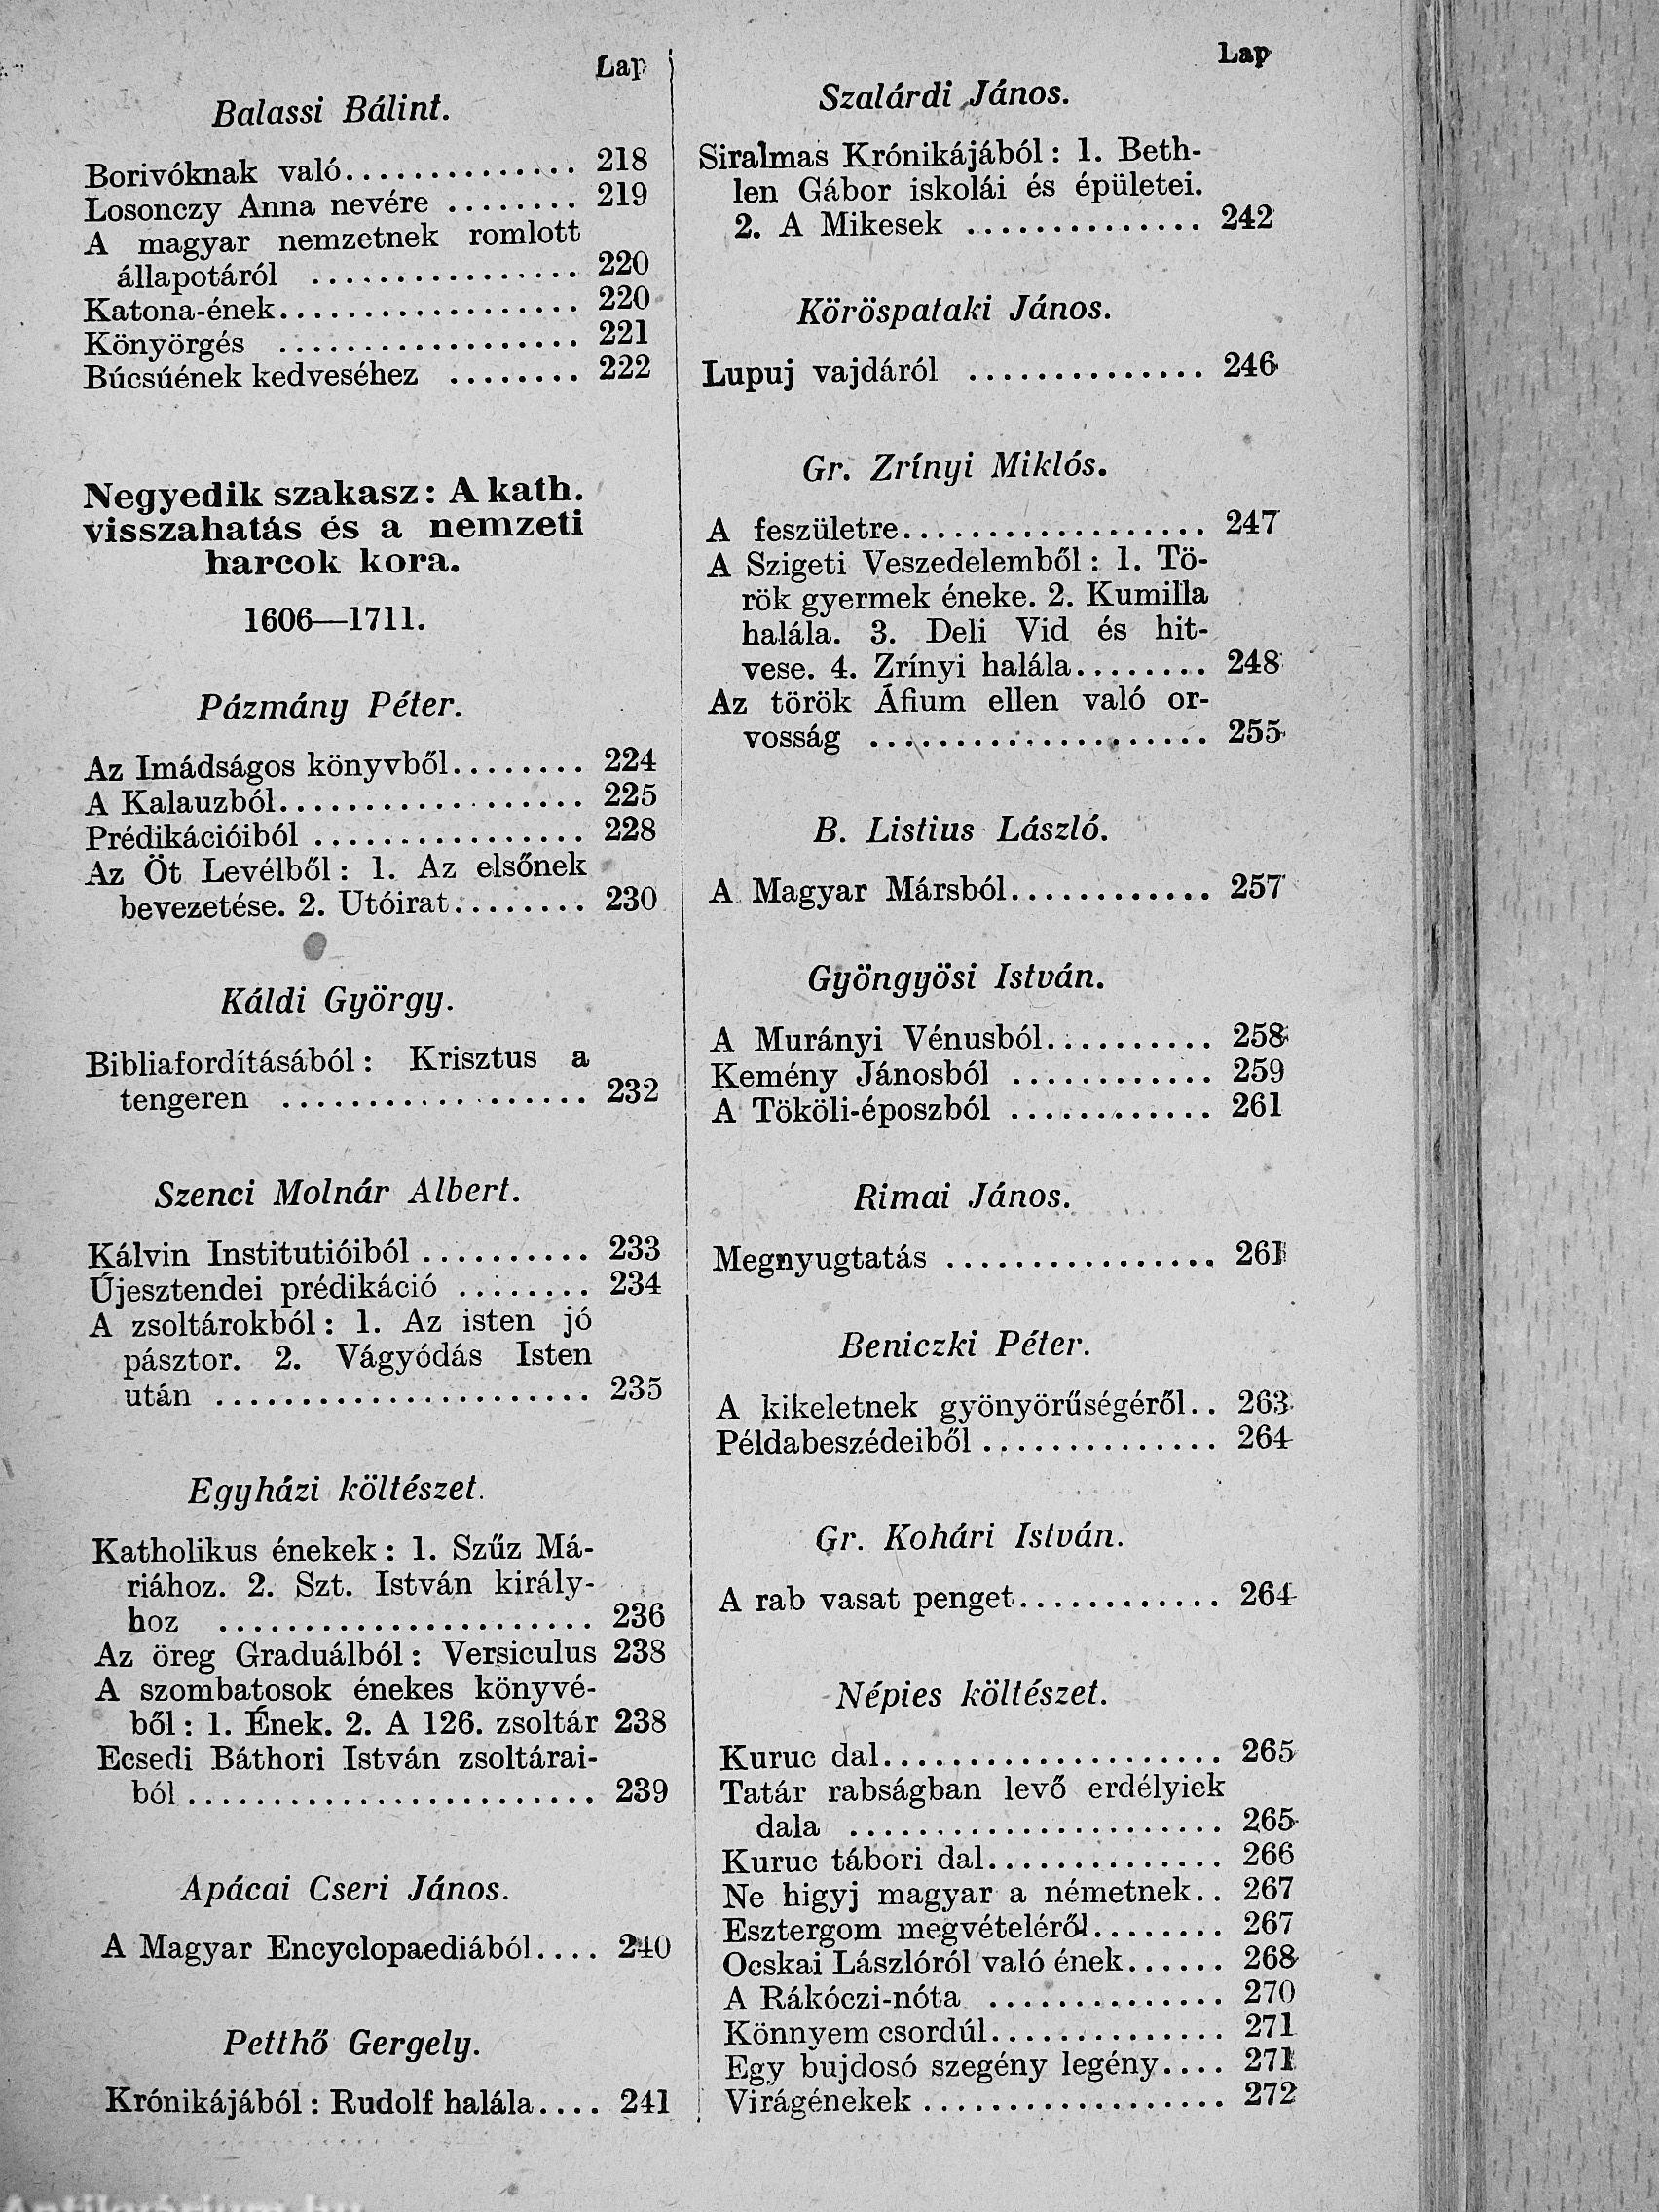 Lap
Balassi Bálint.
Borivóknak való.............. 218
Losonczy Anna nevére ........ 219
A magyar nemzetnek romlott
állapotáról ................ 220
Katona-ének.................. 220
Könyörgés .................. 221
Búcsúének kedveséhez ........ 222
Negyedik szakasz: A kath.
visszahatás és a nemzeti
harcok kora.
1606—1711.
Pázmány Péter.
Az Imádságos könyvből........ 224
A Kalauzból.................. 225
Prédikációiból ................ 228
Az Öt Levélből: 1. Az elsőnek
bevezetése. 2. Utóirat........ 230
Káldi György.
Bibliafordításából: Krisztus a
tengeren .................. 232
Szenci Molnár Albert.
Kálvin Institutióiból .......... 233
Újesztendei prédikáció ........ 234
A zsoltárokból: 1. Az isten jó
pásztor. 2. Vágyódás Isten
után ...................... 235
Egyházi költészet.
Katholikus énekek: 1. Szűz Má-
riához. 2. Szt. István király-
hoz ...................... 236
Az öreg Graduálból: Versiculus 238
A szombatosok énekes könyvé-
ből: 1. Ének. 2. A 126. zsoltár 238
Ecsedi Báthori István zsoltárai-
ból ........................ 239
Apácai Cseri János.
A Magyar Encyclopaediából.... 240
Petthő Gergely.
Krónikájából: Rudolf halála.... 241
Lap
Szalárdi János.
Siralmas Krónikájából: 1. Beth-
len Gábor iskolái és épületei.
2. A Mikesek .............. 242
Köröspataki János.
Lupuj vajdáról .............. 246
Gr. Zrínyi Miklós.
A feszületre.................. 247
A Szigeti Veszedelemből: 1. Tö-
rök gyermek éneke. 2. Kumilla
halála. 3. Deli Vid és hit-
vese. 4. Zrínyi halála........ 248
Az török Áfium ellen való or-
vosság .................... 255
B. Listius László.
A Magyar Mársból............ 257
Gyöngyösi István.
A Murányi Vénusból.......... 258
Kemény Jánosból ............ 259
A Tököli-époszból ............ 261
Rimai János.
Megnyugtatás ................ 261
Beniczki Péter.
A kikeletnek gyönyörűségéről.. 263
Példabeszédeiből .............. 264
Gr. Kohári István.
A rab vasat penget............ 264
Népies költészet.
Kuruc dal.................... 265
Tatár rabságban levő erdélyiek
dala ...................... 265
Kuruc tábori dal.............. 266
Ne higyj magyar a németnek.. 267
Esztergom megvételéről........ 267
Ocskai Lászlóról való ének...... 268
A Rákóczi-nóta .............. 270
Könnyem csordúl.............. 271
Egy bujdosó szegény legény.... 271
Virágénekek .................. 272